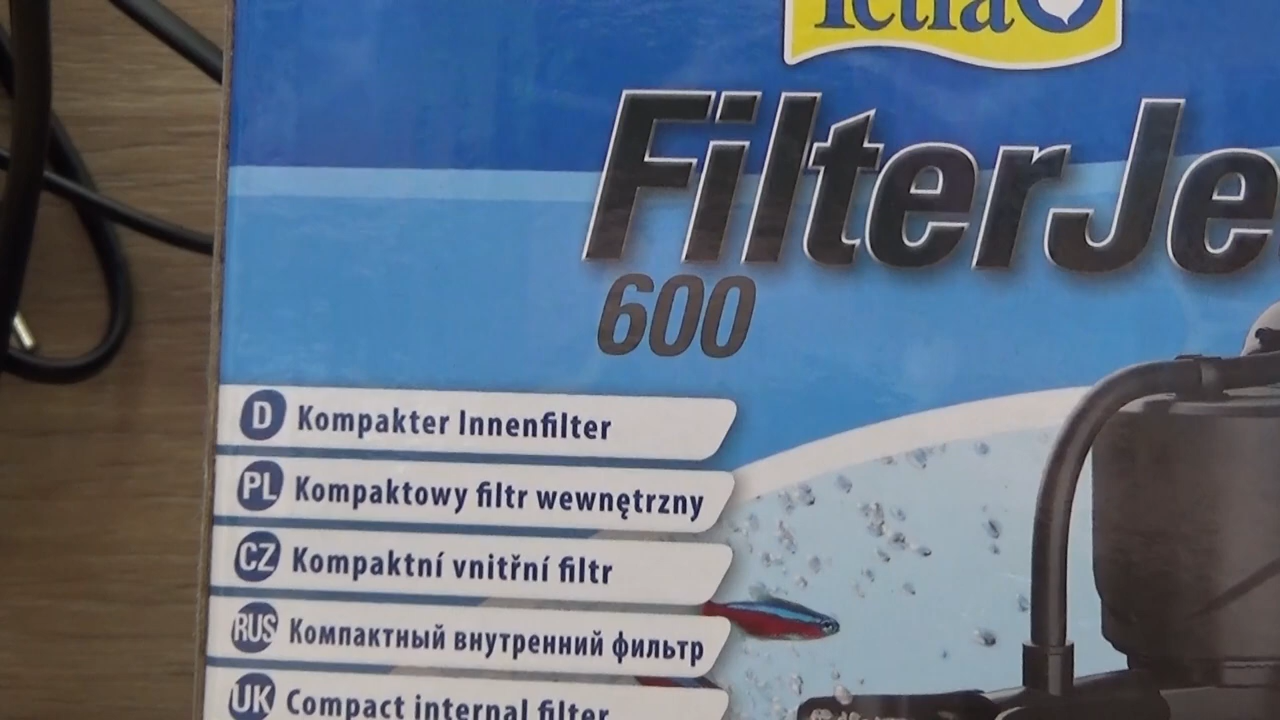 Tetra
FilterJe
600
D Kompakter Innenfilter
PL Kompaktowy filtr wewnętrzny
CZ Kompaktní vnitřní filtr
RUS Компактный внутренний фильтр
UK Compact internal filter